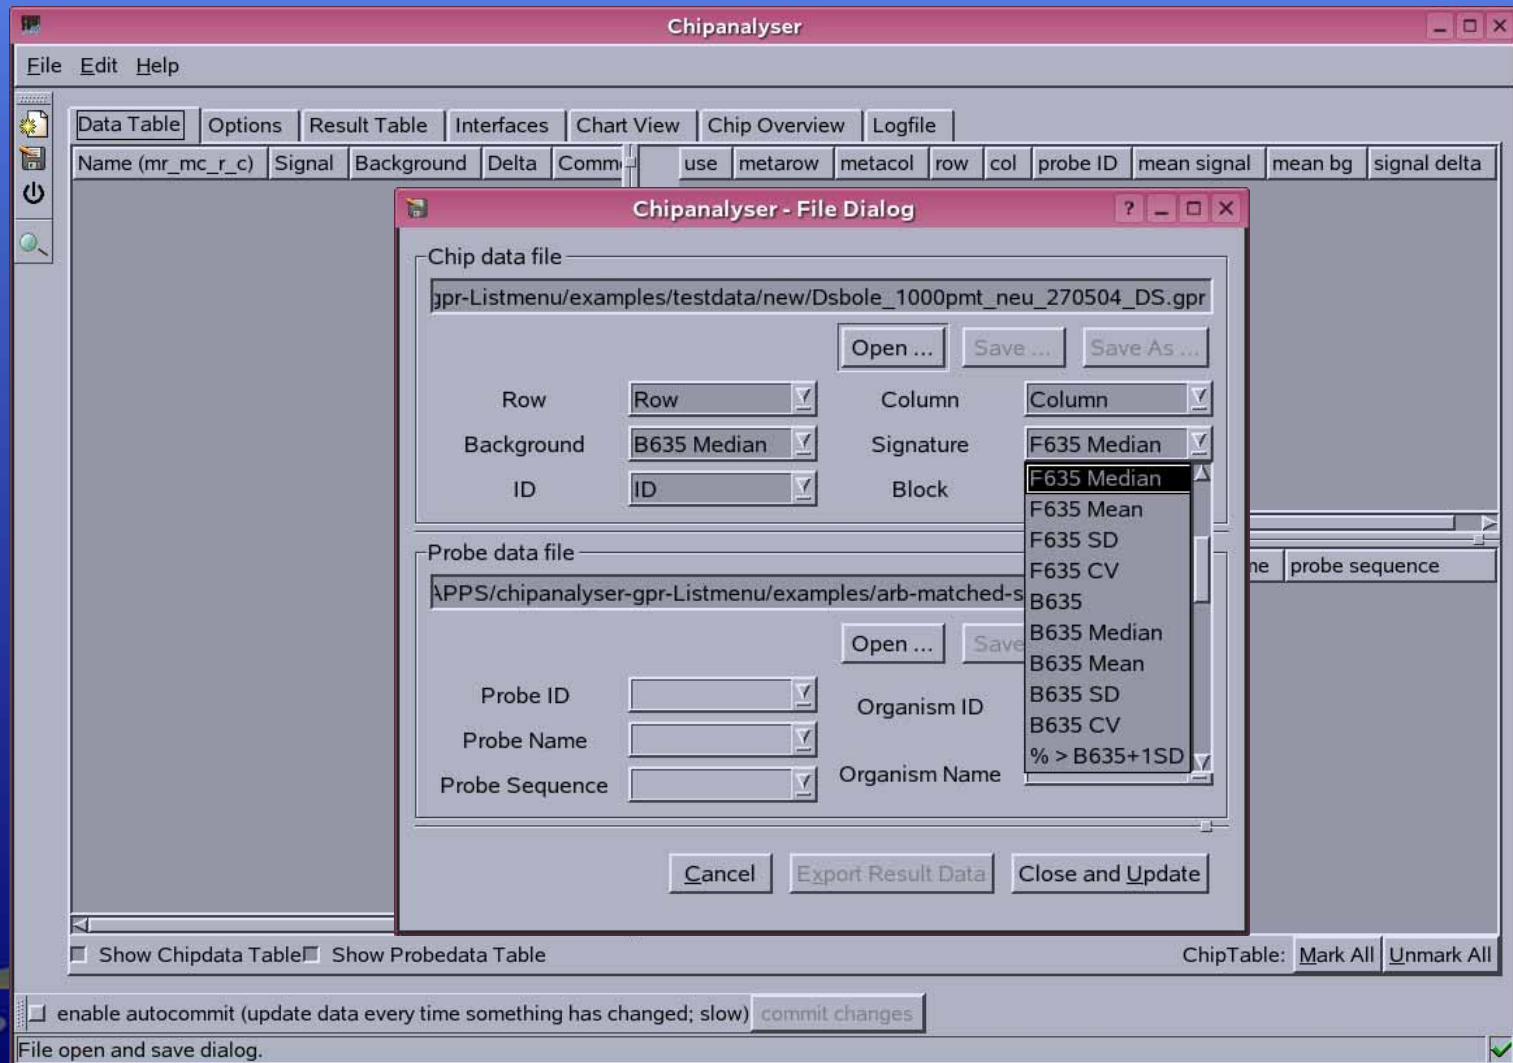 Chipanalyser
File Edit Help
Data Table Options Result Table Interfaces Chart View Chip Overview Logfile
Name (mr_mc_r_c) Signal Background Delta use metarow metacol row col probe ID mean signal mean bg signal delta
Chipanalyser - File Dialog
Chip data file
gpr-Listmenu/examples/testdata/new/Dsbole_1000pmt_neu_270504_DS.gpr
Open ... Save ... Save As ...
Row Row Column Column
Background B635 Median Signature F635 Median
ID ID Block
F635 Median
F635 Mean
F635 SD
F635 CV
B635
B635 Median
B635 Mean
B635 SD
B635 CV
% > B635+1SD
Probe data file
APPS/chipanalyser-gpr-Listmenu/examples/arb-matched-s
probe sequence
Open ... Save
Probe ID Organism ID
Probe Name
Probe Sequence Organism Name
Cancel Export Result Data Close and Update
Show Chipdata Table Show Probedata Table ChipTable: Mark All Unmark All
enable autocommit (update data every time something has changed; slow) commit changes
File open and save dialog.